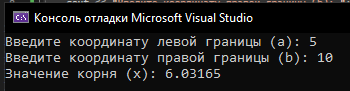 Консоль отладки Microsoft Visual Studio
Введите координату левой границы (a): 5
Введите координату правой границы (b): 10
Значение корня (x): 6.03165